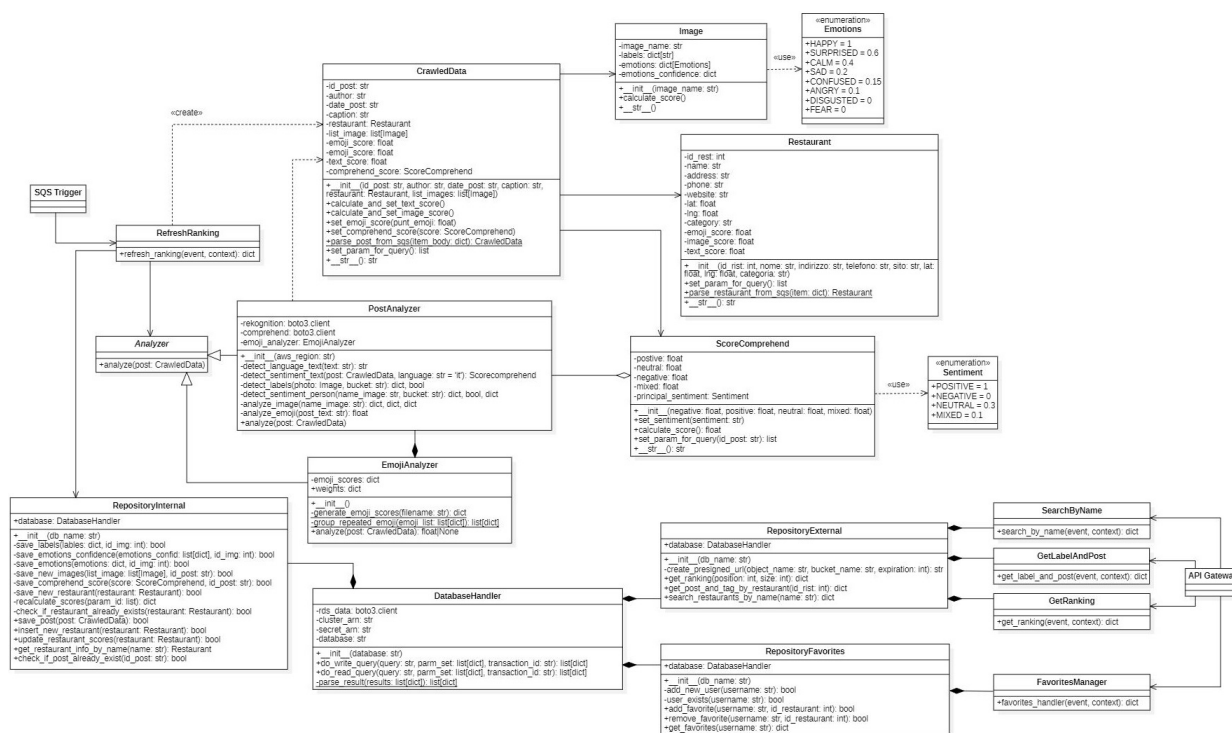 Image
-image_name: str
-labels: dict[str]
-emotions: dict[Emotions]
-emotions_confidence: dict
+__init__(image_name: str)
+calculate_score()
+__str__()
«use»
«enumeration»
Emotions
+HAPPY = 1
+SURPRISED = 0.6
+CALM = 0.4
+SAD = 0.2
+CONFUSED = 0.15
+ANGRY = 0.1
+DISGUSTED = 0
+FEAR = 0
CrawledData
-id_post: str
-author: str
-date_post: str
-caption: str
-restaurant: Restaurant
-list_image: list[Image]
-emoji_score: float
-emoji_score: float
-text_score: float
-comprehend_score: ScoreComprehend
+__init__(id_post: str, author: str, date_post: str, caption: str,
restaurant: Restaurant, list_images: list[Image])
+calculate_and_set_text_score()
+calculate_and_set_image_score()
+set_emoji_score(punt_emoji: float)
+set_comprehend_score(score: ScoreComprehend)
+parse_post_from_sqs(item_body: dict): CrawledData
+set_param_for_query(): list
+__str__(): str
«create»
Restaurant
-id_rest: int
-name: str
-address: str
-phone: str
-website: str
-lat: float
-lng: float
-category: str
-emoji_score: float
-image_score: float
-text_score: float
+__init__(id_rist: int, nome: str, indirizzo: str, telefono: str, sito: str, lat:
float, lng: float, categoria: str)
+set_param_for_query(): list
+parse_restaurant_from_sqs(item: dict): Restaurant
+__str__(): str
SQS Trigger
RefreshRanking
+refresh_ranking(event, context): dict
Analyzer
+analyze(post: CrawledData)
PostAnalyzer
-rekognition: boto3.client
-comprehend: boto3.client
-emoji_analyzer: EmojiAnalyzer
+__init__(aws_region: str)
-detect_language_text(text: str): str
-detect_sentiment_text(post: CrawledData, language: str = 'it'): Scorecomprehend
-detect_labels(photo: Image, bucket: str): dict, bool
-detect_sentiment_person(name_image: str, bucket: str): dict, bool, dict
-analyze_image(name_image: str): dict, dict, dict
-analyze_emoji(post_text: str): float
+analyze(post: CrawledData)
ScoreComprehend
-postive: float
-neutral: float
-negative: float
-mixed: float
-principal_sentiment: Sentiment
+__init__(negative: float, positive: float, neutral: float, mixed: float)
+set_sentiment(sentiment: str)
+calculate_score(): float
+set_param_for_query(id_post: str): list
+__str__(): str
«use»
«enumeration»
Sentiment
+POSITIVE = 1
+NEGATIVE = 0
+NEUTRAL = 0.3
+MIXED = 0.1
EmojiAnalyzer
-emoji_scores: dict
+weights: dict
+__init__()
-generate_emoji_scores(filename: str): dict
-group_repeated_emoji(emoji_list: list[dict]): list[dict]
+analyze(post: CrawledData): float|None
RepositoryInternal
+database: DatabaseHandler
+__init__(db_name: str)
-save_labels(lables: dict, id_img: int): bool
-save_emotions_confidence(emotions_confid: list[dict], id_img: int): bool
-save_emotions(emotions: dict, id_img: int): bool
-save_new_images(list_image: list[Image], id_post: str): bool
-save_comprehend_score(score: ScoreComprehend, id_post: str): bool
-save_new_restaurant(restaurant: Restaurant): bool
-recalculate_scores(param_id: list): dict
-check_if_restaurant_already_exists(restaurant: Restaurant): bool
+save_post(post: CrawledData): bool
+insert_new_restaurant(restaurant: Restaurant): bool
+update_restaurant_scores(restaurant: Restaurant): bool
+get_restaurant_info_by_name(name: str): Restaurant
+check_if_post_already_exist(id_post: str): bool
DatabaseHandler
-rds_data: boto3.client
-cluster_arn: str
-secret_arn: str
-database: str
+__init__(database: str)
+do_write_query(query: str, parm_set: list[dict], transaction_id: str): list[dict]
+do_read_query(query: str, parm_set: list[dict], transaction_id: str): list[dict]
-parse_result(results: list[dict]): list[dict]
RepositoryExternal
+database: DatabaseHandler
+__init__(db_name: str)
-create_presigned_url(object_name: str, bucket_name: str, expiration: int): str
+get_ranking(position: int, size: int): dict
+get_post_and_tag_by_restaurant(id_rist: int): dict
+search_restaurants_by_name(name: str): dict
SearchByName
+search_by_name(event, context): dict
GetLabelAndPost
+get_label_and_post(event, context): dict
GetRanking
+get_ranking(event, context): dict
API Gateway
RepositoryFavorites
+database: DatabaseHandler
+__init__(db_name: str)
-add_new_user(username: str): bool
-user_exists(username: str): bool
+add_favorite(username: str, id_restaurant: int): bool
+remove_favorite(username: str, id_restaurant: int): bool
+get_favorites(username: str): dict
FavoritesManager
+favorites_handler(event, context): dict